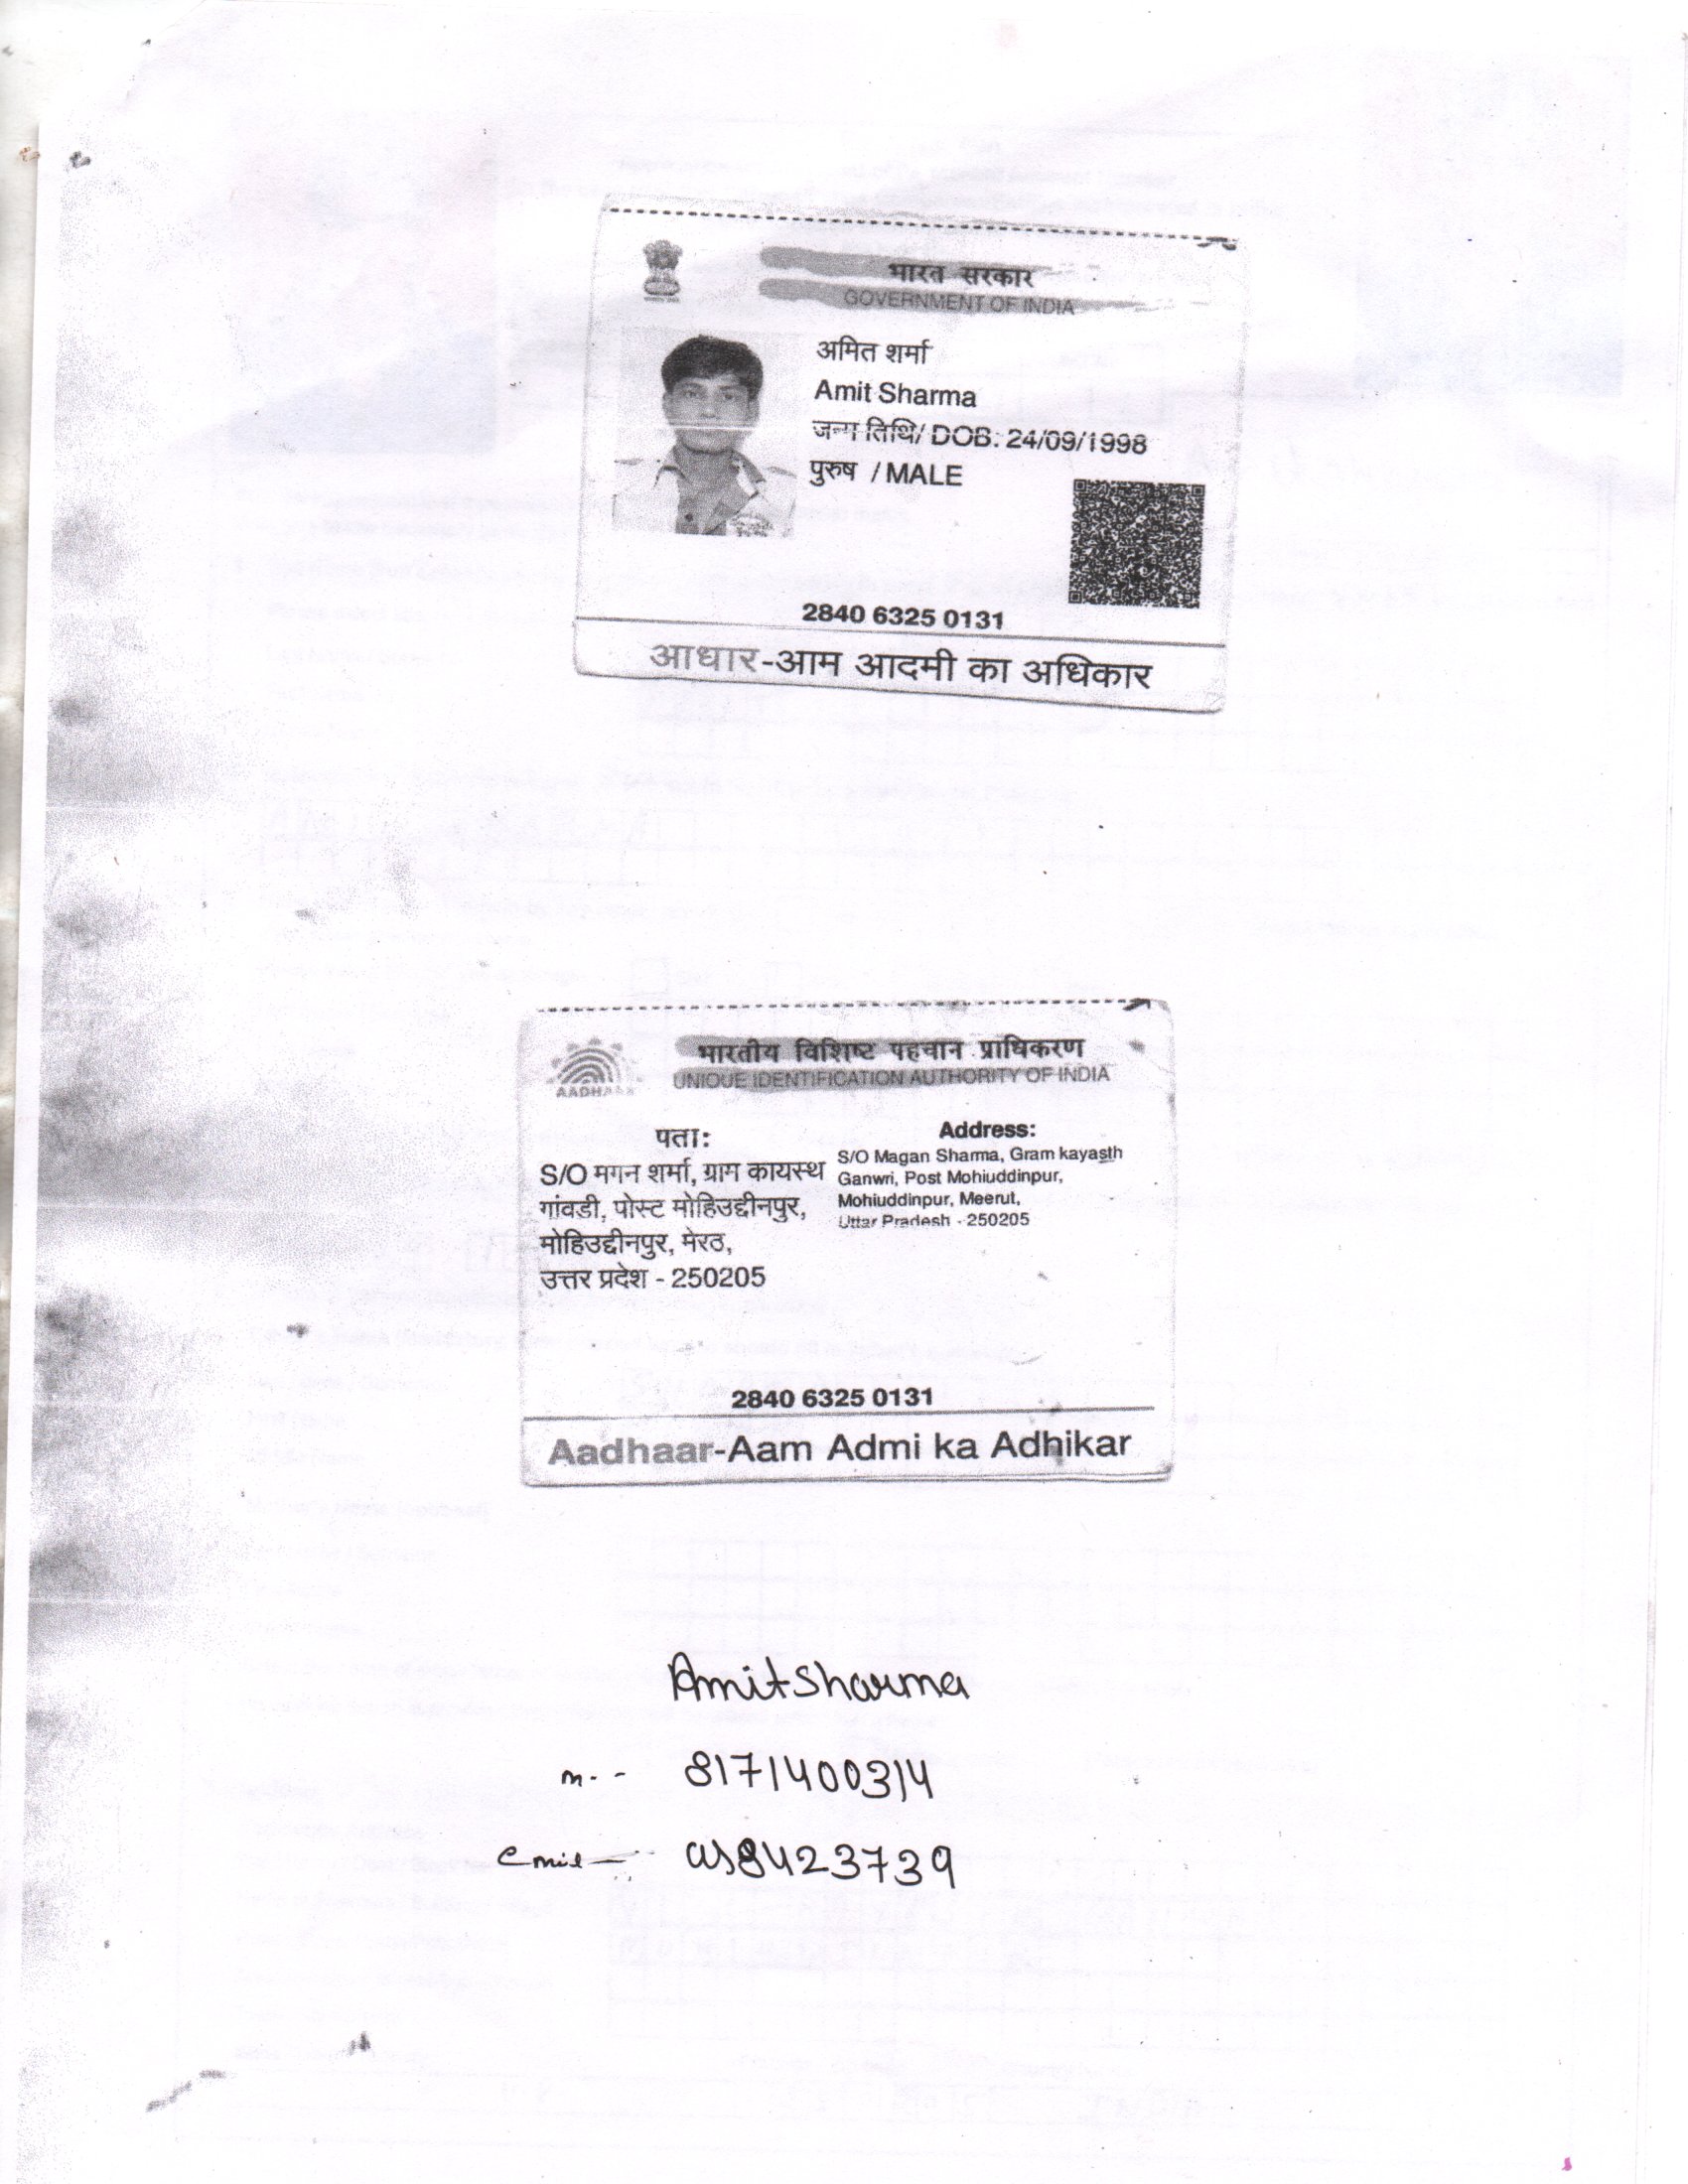 भारत सरकार
GOVERNMENT OF INDIA
अमित शर्मा
Amit Sharma
जन्म तिथि/ DOB: 24/09/1998
पुरुष / MALE
2840 6325 0131
आधार-आम आदमी का अधिकार
भारतीय विशिष्ट पहचान प्राधिकरण
UNIQUE IDENTIFICATION AUTHORITY OF INDIA
AADHAAR
पता:
S/O मगन शर्मा, ग्राम कायस्थ
गांवडी, पोस्ट मोहिउद्दीनपुर,
मोहिउद्दीनपुर, मेरठ,
उत्तर प्रदेश - 250205
Address:
S/O Magan Sharma, Gram kayasth
Ganwri, Post Mohiuddinpur,
Mohiuddinpur, Meerut,
Uttar Pradesh - 250205
2840 6325 0131
Aadhaar-Aam Admi ka Adhikar
Amit Sharma
m. - 8171400314
8423739